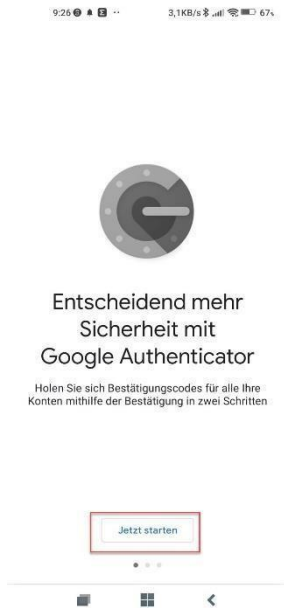 9:26 ··  3,1KB/s 67%
Entscheidend mehr
Sicherheit mit
Google Authenticator
Holen Sie sich Bestätigungscodes für alle Ihre
Konten mithilfe der Bestätigung in zwei Schritten
Jetzt starten